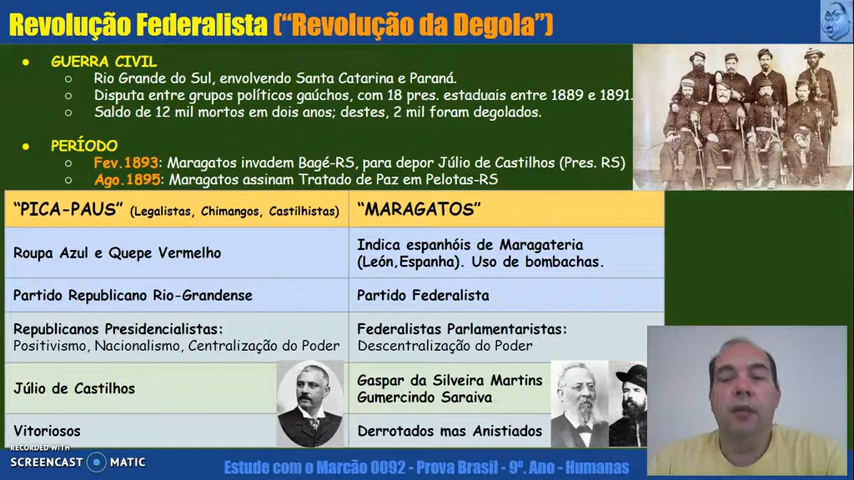 Revolução Federalista (“Revolução da Degola”)
● GUERRA CIVIL
○ Rio Grande do Sul, envolvendo Santa Catarina e Paraná.
○ Disputa entre grupos políticos gaúchos, com 18 pres. estaduais entre 1889 e 1891.
○ Saldo de 12 mil mortos em dois anos; destes, 2 mil foram degolados.
● PERÍODO
○ Fev.1893: Maragatos invadem Bagé-RS, para depor Júlio de Castilhos (Pres. RS)
○ Ago.1895: Maragatos assinam Tratado de Paz em Pelotas-RS
“PICA-PAUS” (Legalistas, Chimangos, Castilhistas)
“MARAGATOS”
Roupa Azul e Quepe Vermelho
Indica espanhóis de Maragateria
(León,Espanha). Uso de bombachas.
Partido Republicano Rio-Grandense
Partido Federalista
Republicanos Presidencialistas:
Positivismo, Nacionalismo, Centralização do Poder
Federalistas Parlamentaristas:
Descentralização do Poder
Júlio de Castilhos
Gaspar da Silveira Martins
Gumercindo Saraiva
Vitoriosos
Derrotados mas Anistiados
RECORDED WITH
SCREENCAST MATIC
Estude com o Marcão 0092 - Prova Brasil - 9º. Ano - Humanas